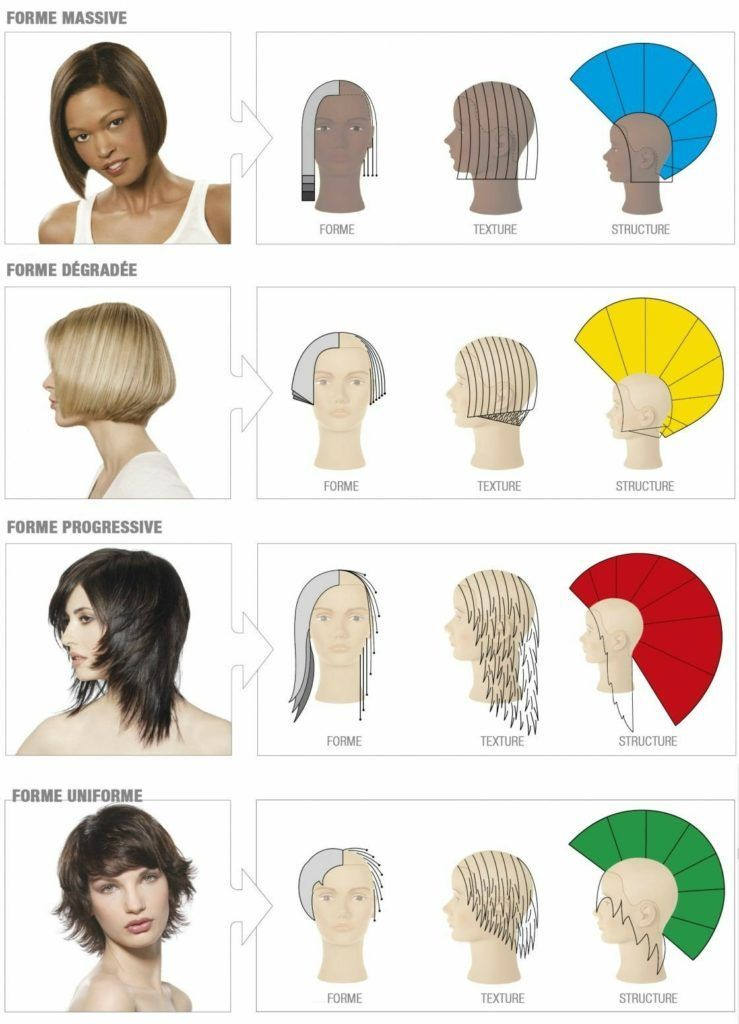 FORME MASSIVE
FORME
TEXTURE
STRUCTURE
FORME DÉGRADÉE
FORME
TEXTURE
STRUCTURE
FORME PROGRESSIVE
FORME
TEXTURE
STRUCTURE
FORME UNIFORME
FORME
TEXTURE
STRUCTURE